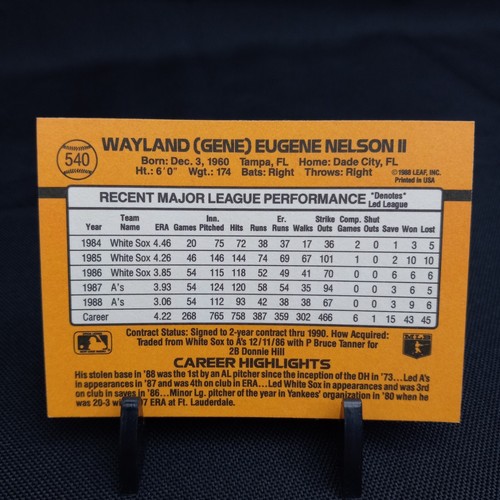 540
WAYLAND (GENE) EUGENE NELSON II
Born: Dec. 3, 1960 Tampa, FL Home: Dade City, FL
Ht.: 6'0" Wgt.: 174 Bats: Right Throws: Right
© 1988 LEAF, INC.
Printed in USA
RECENT MAJOR LEAGUE PERFORMANCE *Denotes Led League
Year Team Name ERA Games Inn. Pitched Hits Runs Er. Runs Walks Strike Outs Comp. Games Shut Outs Save Won Lost
1984 White Sox 4.46 20 75 72 38 37 17 36 2 0 1 3 5
1985 White Sox 4.26 46 146 144 74 69 67 101 1 0 2 10 10
1986 White Sox 3.85 54 115 118 52 49 41 70 0 0 6 6 6
1987 A's 3.93 54 124 120 58 54 35 94 0 0 3 6 5
1988 A's 3.06 54 112 93 42 38 38 67 0 0 3 9 6
Career 4.22 268 765 758 387 359 302 466 6 1 15 43 45
Contract Status: Signed to 2-year contract thru 1990. How Acquired:
Traded from White Sox to A's 12/11/86 with P Bruce Tanner for
2B Donnie Hill
CAREER HIGHLIGHTS
His stolen base in '88 was the 1st by an AL pitcher since the inception of the DH in '73...Led A's
in appearances in '87 and was 4th on club in ERA...Led White Sox in appearances and was 3rd
on club in saves in '86...Minor Lg. pitcher of the year in Yankees' organization in '80 when he
was 20-3 ERA at Ft. Lauderdale.